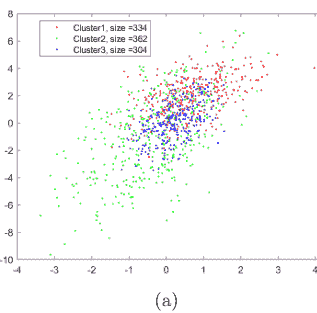 8
6
4
2
0
-2
-4
-6
-8
-10
Cluster1, size =334
Cluster2, size =362
Cluster3, size =304
-4 -3 -2 -1 0 1 2 3 4
(a)